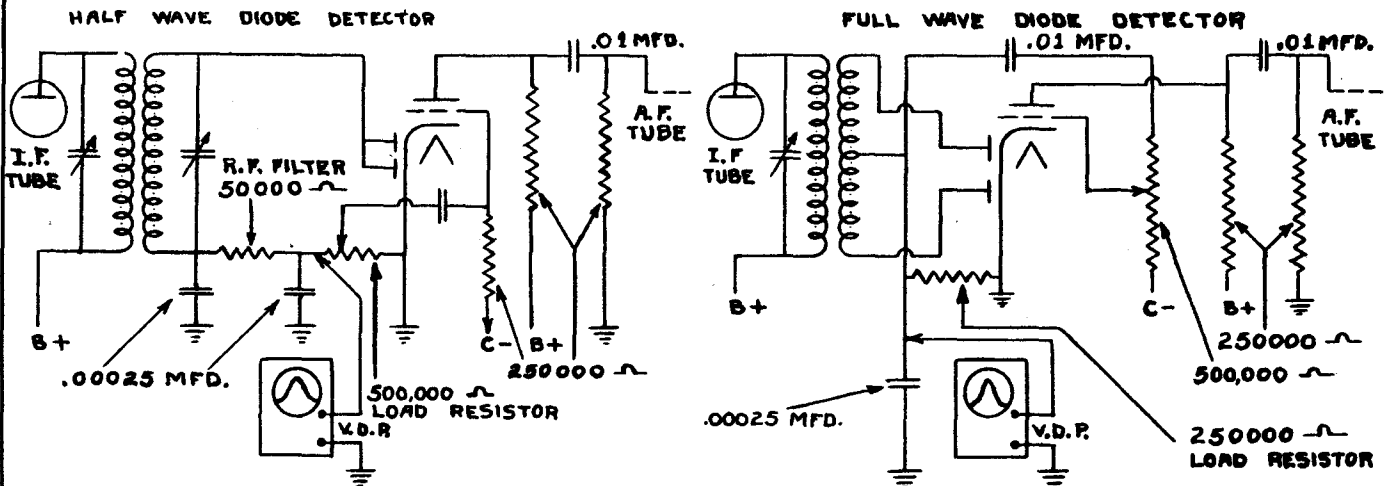 HALF WAVE DIODE DETECTOR
.01 MFD.
I.F.
TUBE
R.F. FILTER
50000 Ω
A.F.
TUBE
B+
.00025 MFD.
C- B+
250000 Ω
500,000 Ω
LOAD RESISTOR
V.D.P.
FULL WAVE DIODE DETECTOR
.01 MFD.
.01 MFD.
I.F
TUBE
A.F.
TUBE
B+
C- B+
250000 Ω
500,000 Ω
.00025 MFD.
V.D.P.
250000 Ω
LOAD RESISTOR